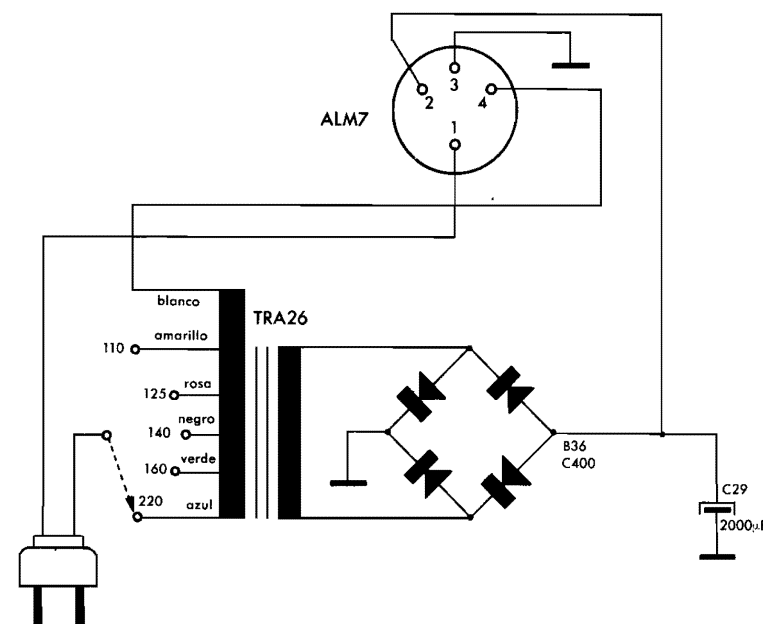 3
2
4
1
ALM7
blanco
TRA26
amarillo
110
rosa
125
negro
140
verde
160
220
azul
B36
C400
C29
2000µF